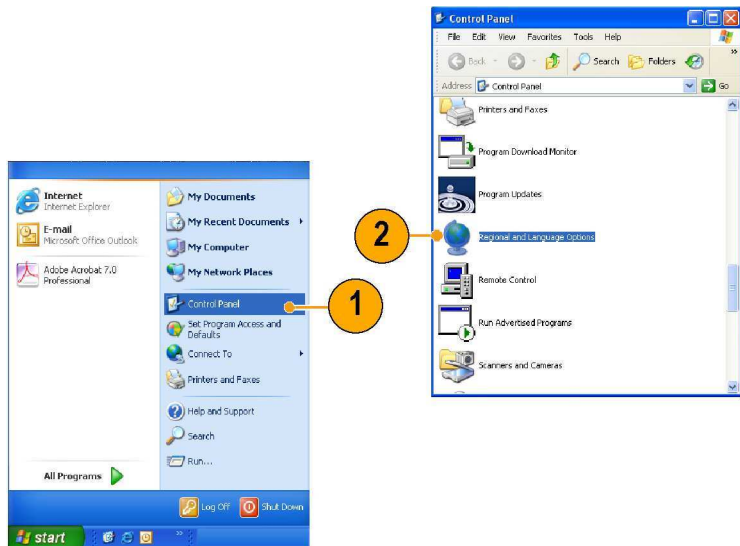 Control Panel
File Edit View Favorites Tools Help
Back Search Folders
Address Control Panel Go
Printers and Faxes
Program Download Monitor
Program Updates
2
Regional and Language Options
Remote Control
Run Advertised Programs
Scanners and Cameras
Internet
Internet Explorer
E-mail
Microsoft Office Outlook
Adobe Acrobat 7.0
Professional
All Programs
My Documents
My Recent Documents
My Computer
My Network Places
Control Panel
1
Set Program Access and
Defaults
Connect To
Printers and Faxes
Help and Support
Search
Run...
Log Off Shut Down
start